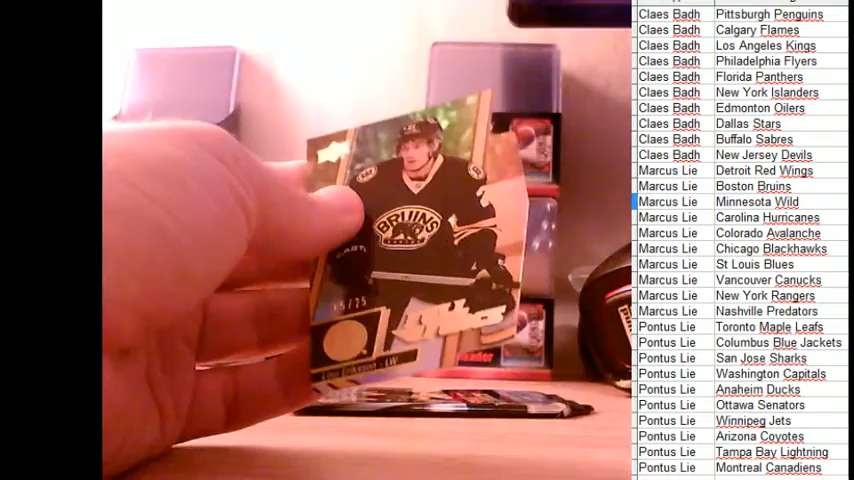 Claes Badh Pittsburgh Penguins
Claes Badh Calgary Flames
Claes Badh Los Angeles Kings
Claes Badh Philadelphia Flyers
Claes Badh Florida Panthers
Claes Badh New York Islanders
Claes Badh Edmonton Oilers
Claes Badh Dallas Stars
Claes Badh Buffalo Sabres
Claes Badh New Jersey Devils
Marcus Lie Detroit Red Wings
Marcus Lie Boston Bruins
Marcus Lie Minnesota Wild
Marcus Lie Carolina Hurricanes
Marcus Lie Colorado Avalanche
Marcus Lie Chicago Blackhawks
Marcus Lie St Louis Blues
Marcus Lie Vancouver Canucks
Marcus Lie New York Rangers
Marcus Lie Nashville Predators
Pontus Lie Toronto Maple Leafs
Pontus Lie Columbus Blue Jackets
Pontus Lie San Jose Sharks
Pontus Lie Washington Capitals
Pontus Lie Anaheim Ducks
Pontus Lie Ottawa Senators
Pontus Lie Winnipeg Jets
Pontus Lie Arizona Coyotes
Pontus Lie Tampa Bay Lightning
Pontus Lie Montreal Canadiens
BRUINS
Loui Eriksson - LW